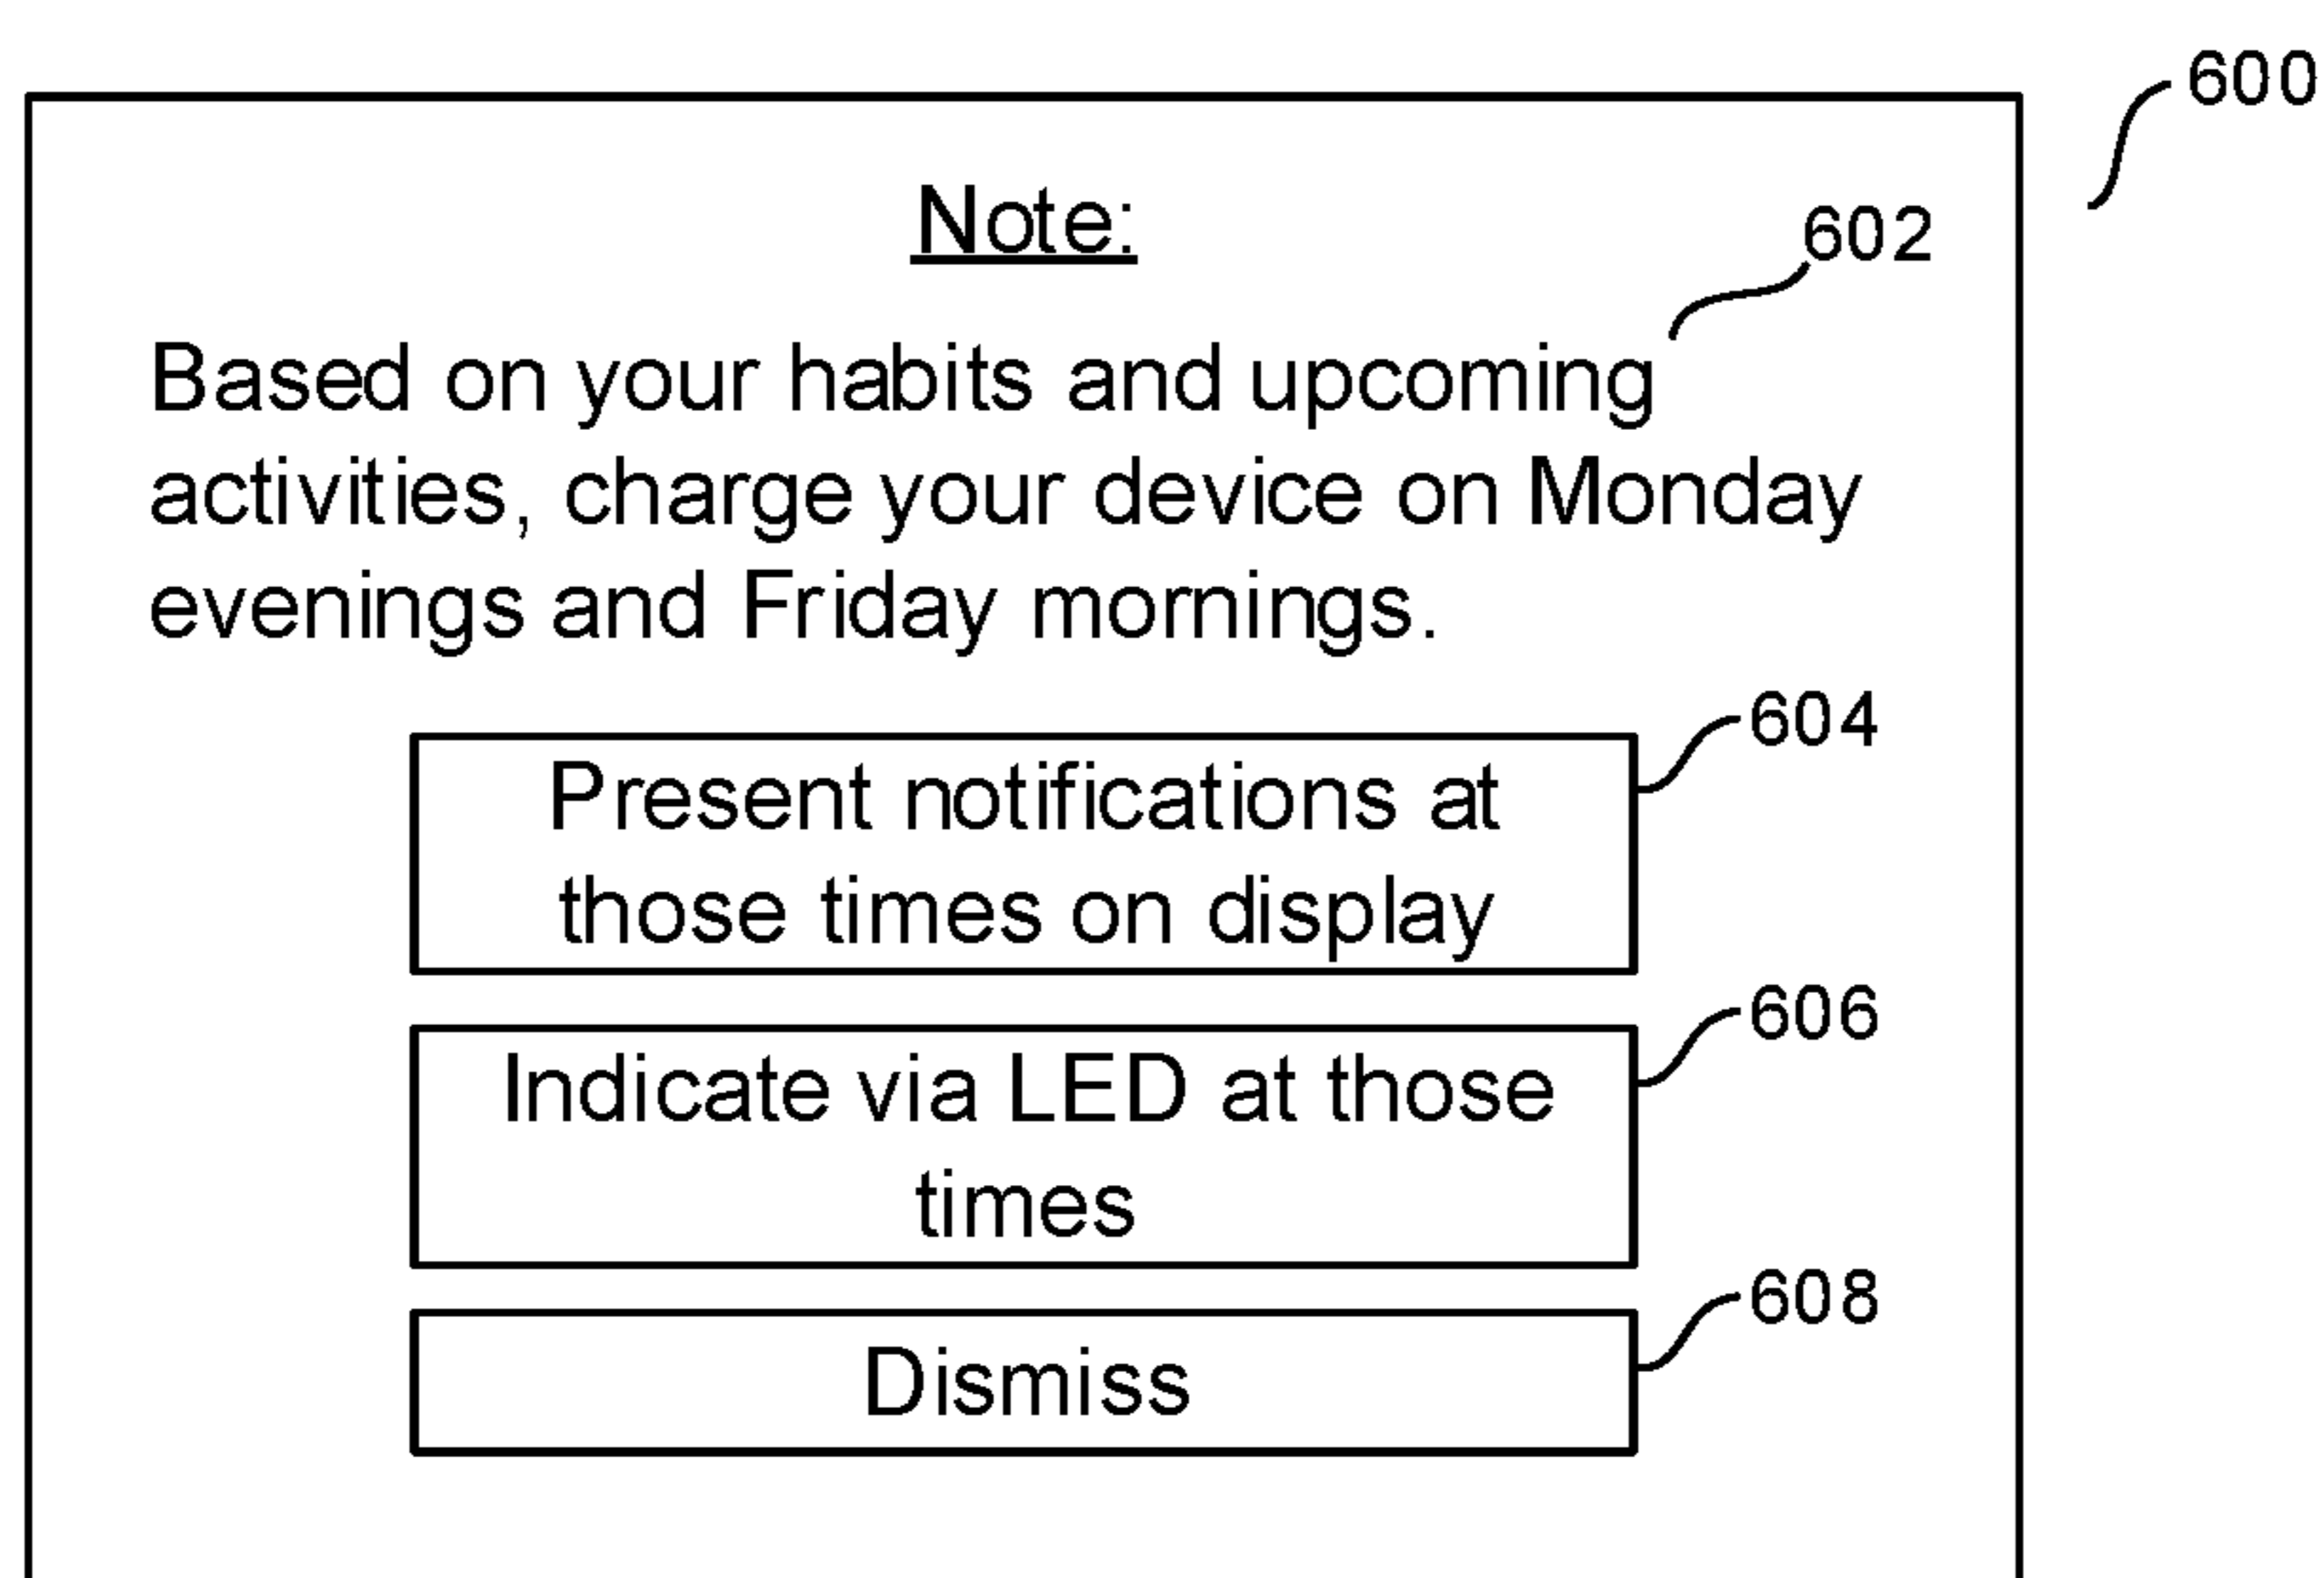 600
Note:
602
Based on your habits and upcoming
activities, charge your device on Monday
evenings and Friday mornings.
604
Present notifications at
those times on display
606
Indicate via LED at those
times
608
Dismiss